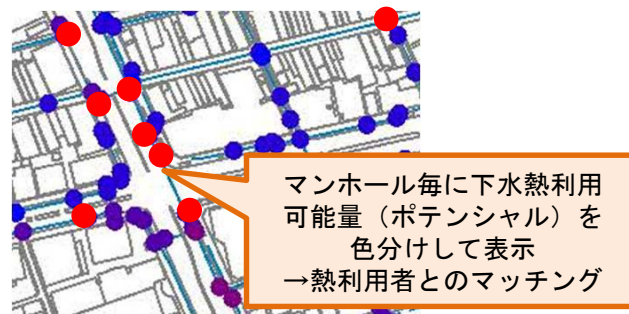 マンホール毎に下水熱利用
可能量（ポテンシャル）を
色分けして表示
→熱利用者とのマッチング